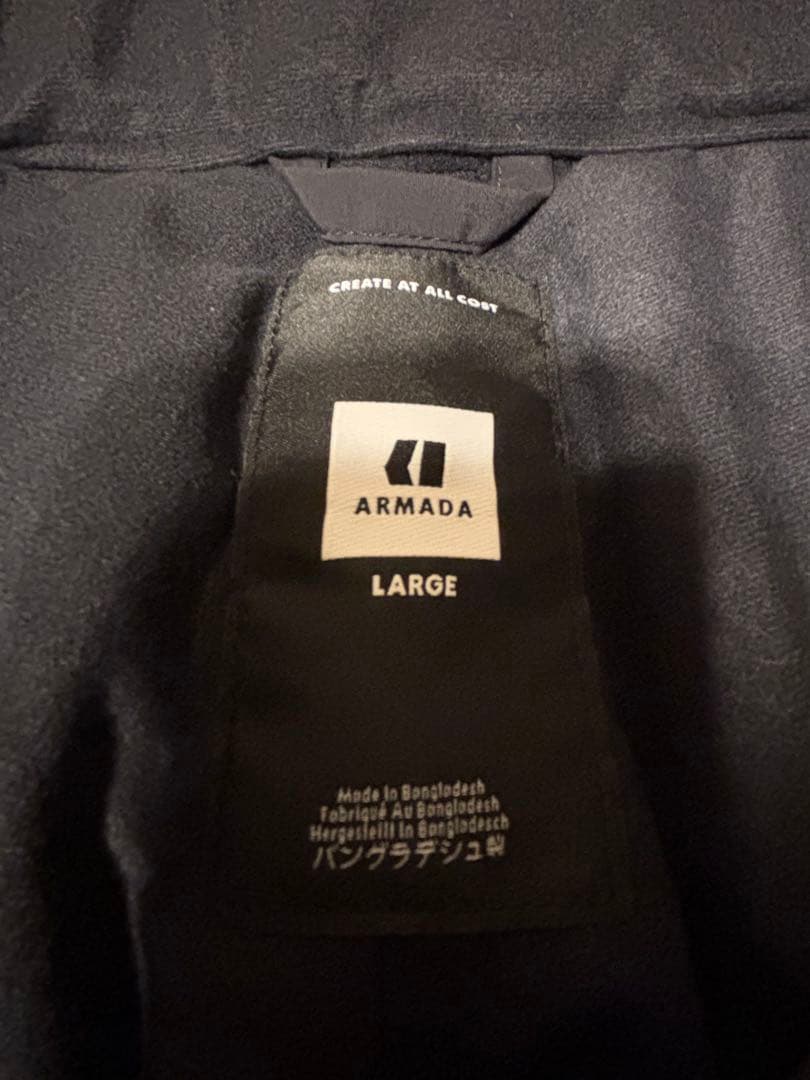 CREATE AT ALL COST
ARMADA
LARGE
Made In Bangladesh
Fabriqué Au Bangladesh
Hergestellt In Bangladesch
バングラデシュ製